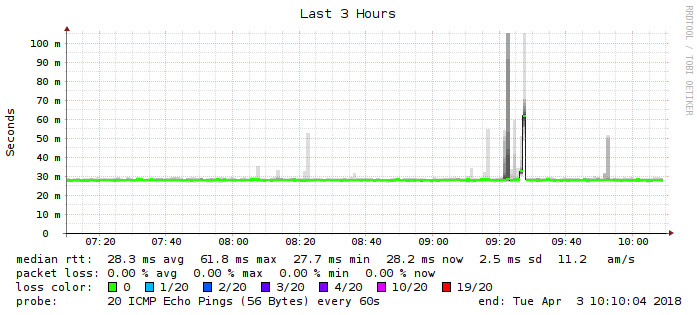 Last 3 Hours
RRDTOOL / TOBI OETIKER
Seconds
100 m
90 m
80 m
70 m
60 m
50 m
40 m
30 m
20 m
10 m
0
07:20 07:40 08:00 08:20 08:40 09:00 09:20 09:40 10:00
median rtt: 28.3 ms avg 61.8 ms max 27.7 ms min 28.2 ms now 2.5 ms sd 11.2 am/s
packet loss: 0.00 % avg 0.00 % max 0.00 % min 0.00 % now
loss color: 0 1/20 2/20 3/20 4/20 10/20 19/20
probe: 20 ICMP Echo Pings (56 Bytes) every 60s end: Tue Apr 3 10:10:04 2018